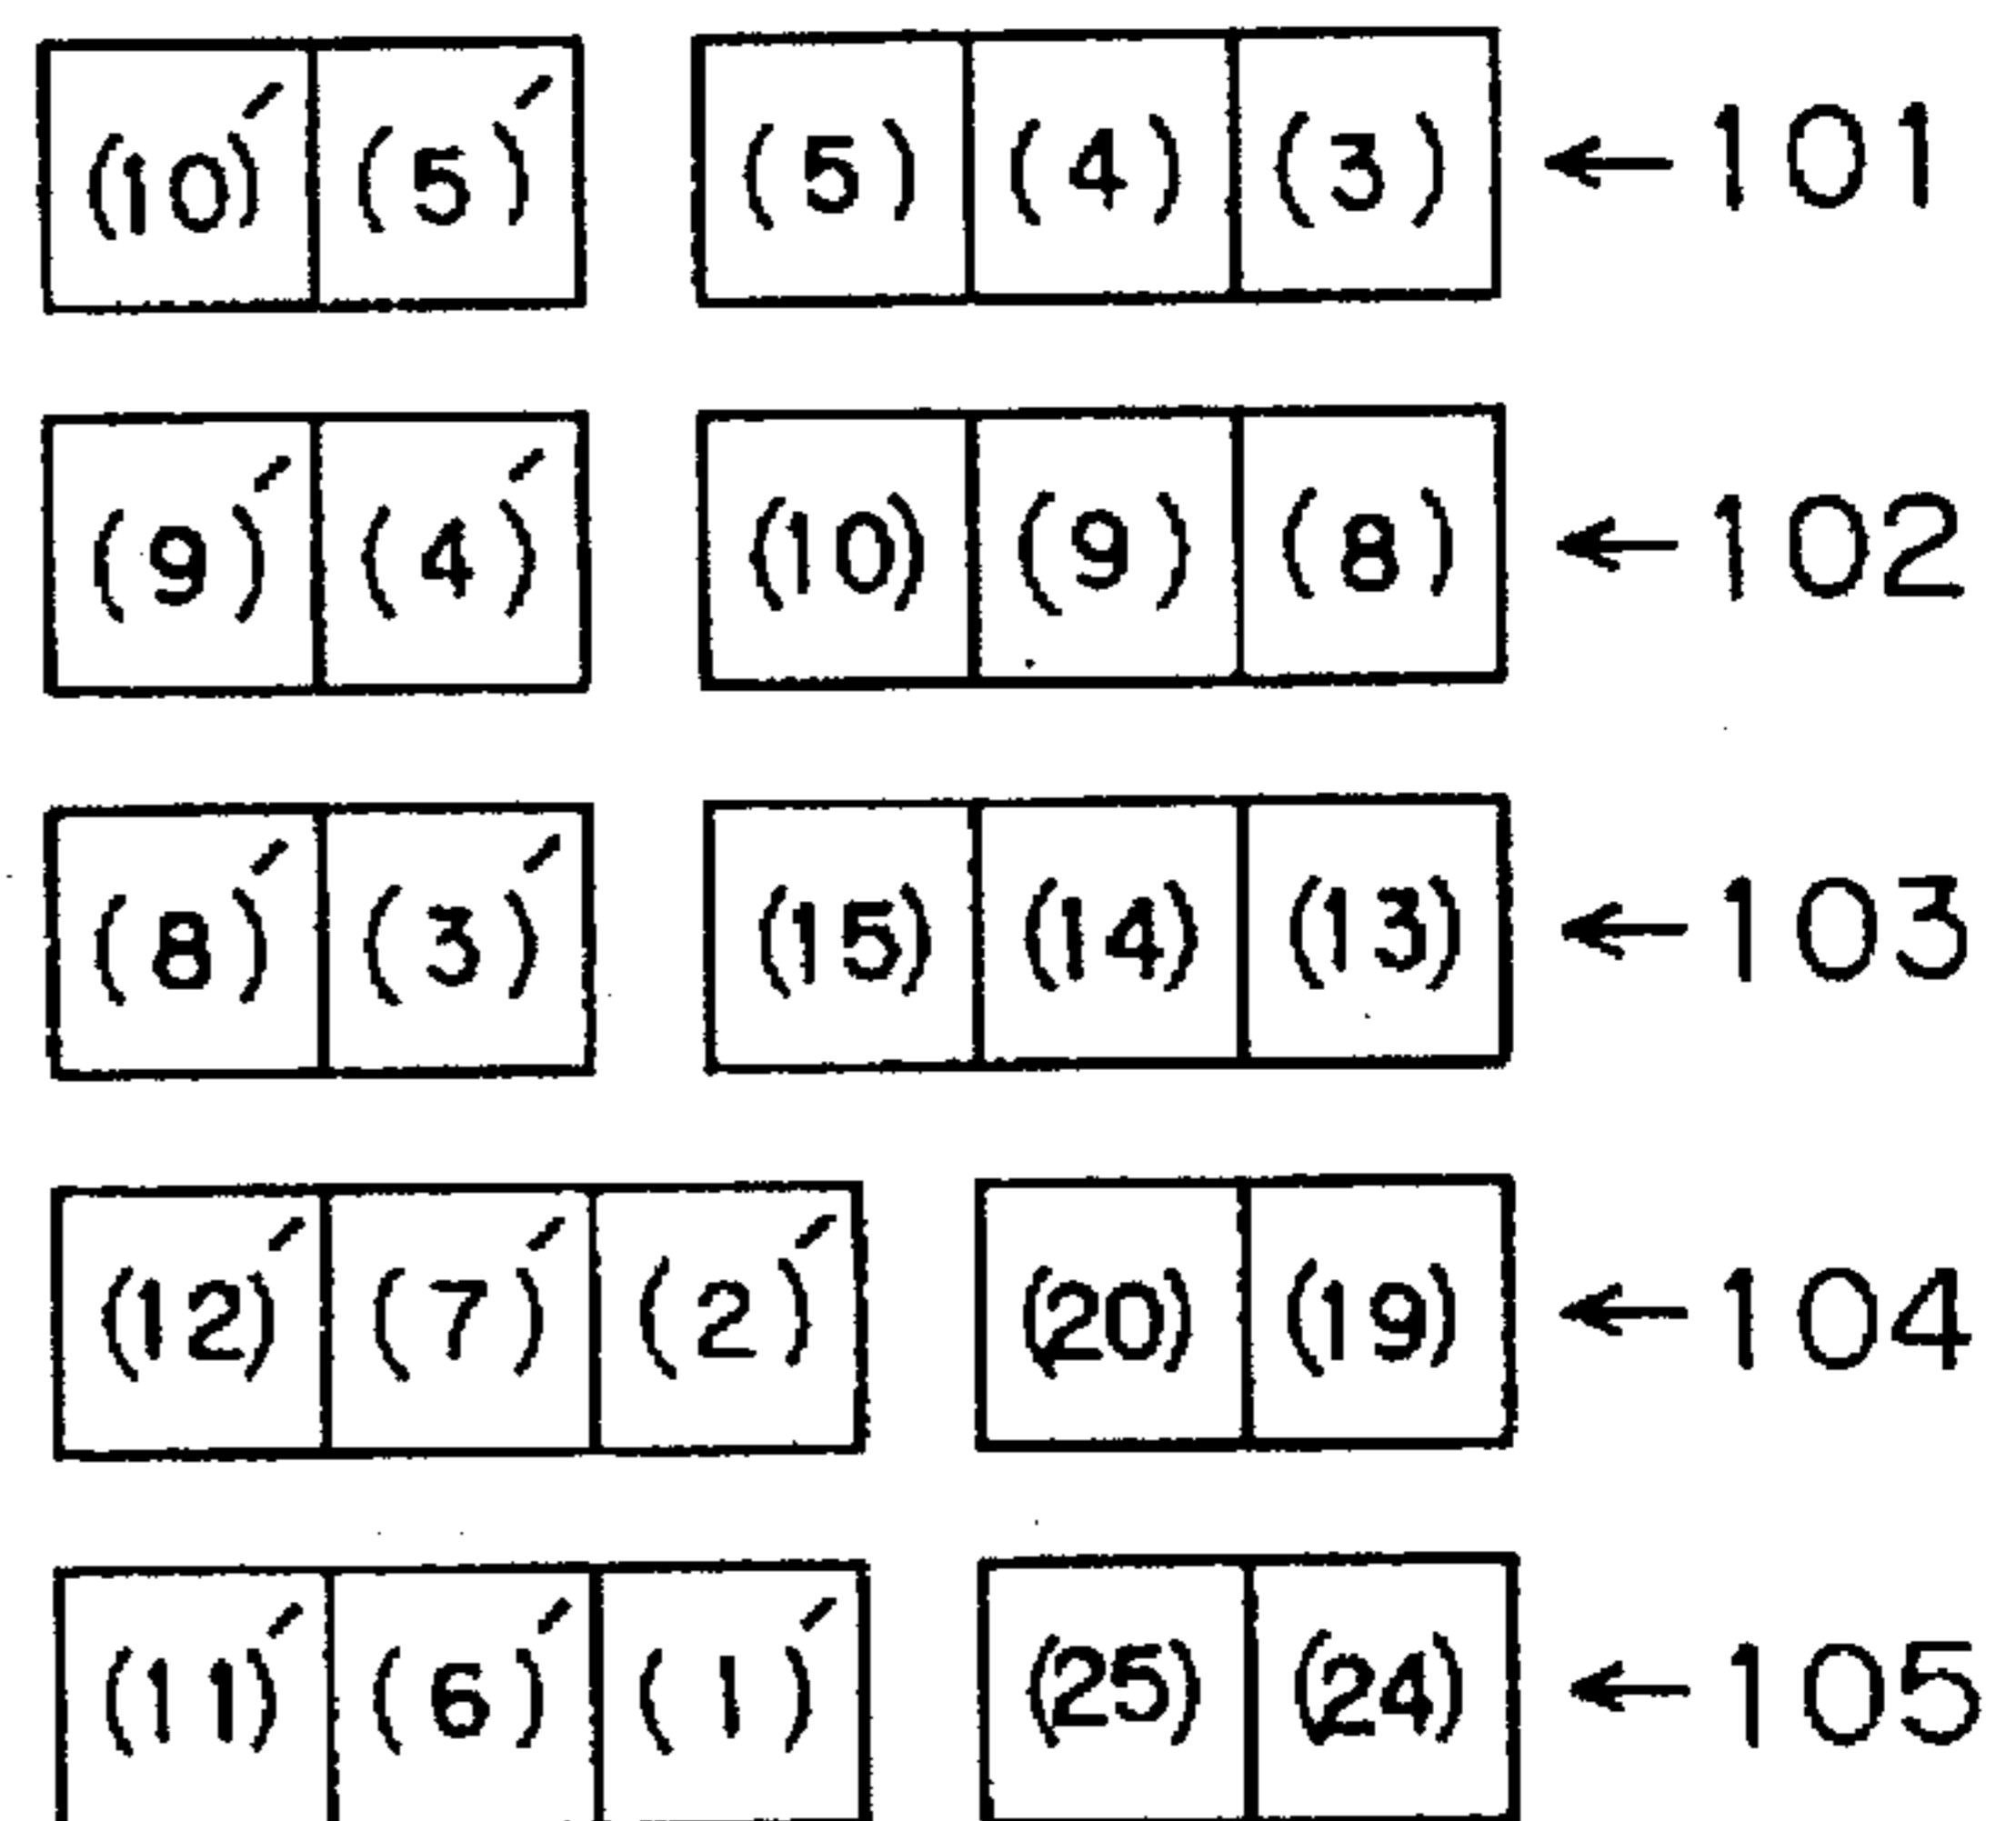 (10)′ (5)′ (5) (4) (3) ← 101
(9)′ (4)′ (10) (9) (8) ← 102
(8)′ (3)′ (15) (14) (13) ← 103
(12)′ (7)′ (2)′ (20) (19) ← 104
(11)′ (6)′ (1)′ (25) (24) ← 105